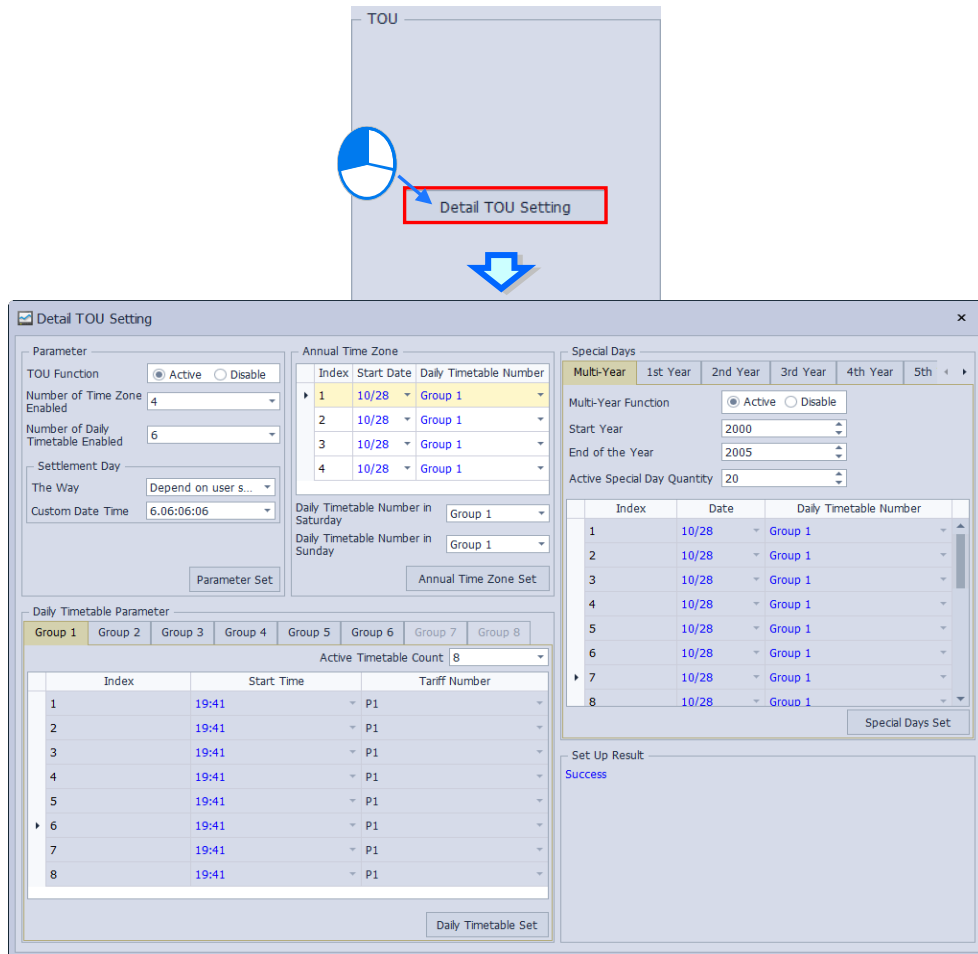 TOU
Detail TOU Setting
Detail TOU Setting
Parameter
TOU Function Active Disable
Number of Time Zone
Enabled
4
Number of Daily
Timetable Enabled
6
Settlement Day
The Way Depend on user s...
Custom Date Time 6.06:06:06
Parameter Set
Annual Time Zone
Index Start Date Daily Timetable Number
1 10/28 Group 1
2 10/28 Group 1
3 10/28 Group 1
4 10/28 Group 1
Daily Timetable Number in
Saturday
Group 1
Daily Timetable Number in
Sunday
Group 1
Annual Time Zone Set
Special Days
Multi-Year 1st Year 2nd Year 3rd Year 4th Year 5th
Multi-Year Function Active Disable
Start Year 2000
End of the Year 2005
Active Special Day Quantity 20
Index Date Daily Timetable Number
1 10/28 Group 1
2 10/28 Group 1
3 10/28 Group 1
4 10/28 Group 1
5 10/28 Group 1
6 10/28 Group 1
7 10/28 Group 1
8 10/28 Group 1
Special Days Set
Daily Timetable Parameter
Group 1 Group 2 Group 3 Group 4 Group 5 Group 6 Group 7 Group 8
Active Timetable Count 8
Index Start Time Tariff Number
1 19:41 P1
2 19:41 P1
3 19:41 P1
4 19:41 P1
5 19:41 P1
6 19:41 P1
7 19:41 P1
8 19:41 P1
Daily Timetable Set
Set Up Result
Success